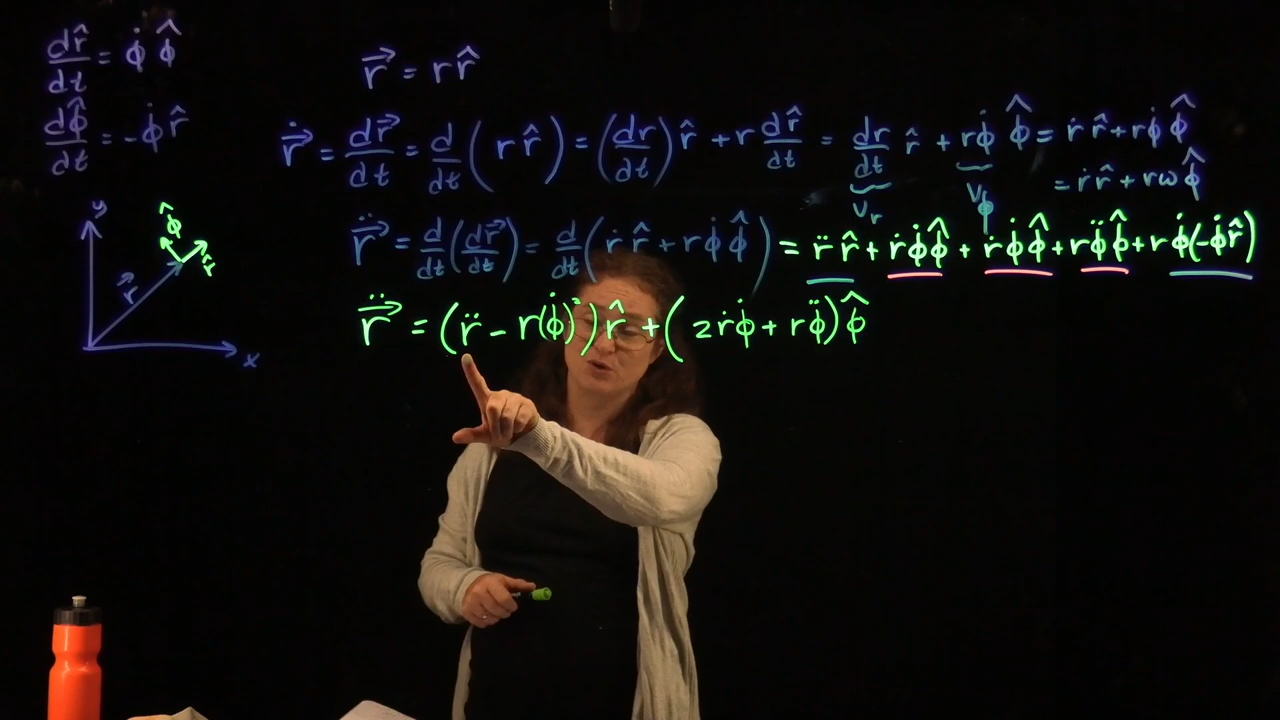 dr̂/dt = φ̇ φ̂
dφ̂/dt = -φ̇ r̂
y
φ̂
r̂
r⃗
x
r⃗ = r r̂
r⃗̇ = dr⃗/dt = d/dt ( r r̂ ) = (dr/dt) r̂ + r dr̂/dt = dr/dt r̂ + r φ̇ φ̂ = ṙ r̂ + r φ̇ φ̂
v_r
v_φ
= ṙ r̂ + r ω φ̂
r⃗̈ = d/dt (dr⃗/dt) = d/dt ( ṙ r̂ + r φ̇ φ̂ ) = r̈ r̂ + ṙ φ̇ φ̂ + ṙ φ̇ φ̂ + r φ̈ φ̂ + r φ̇ (-φ̇ r̂)
r⃗̈ = (r̈ - r(φ̇)²) r̂ + ( 2 ṙ φ̇ + r φ̈ ) φ̂